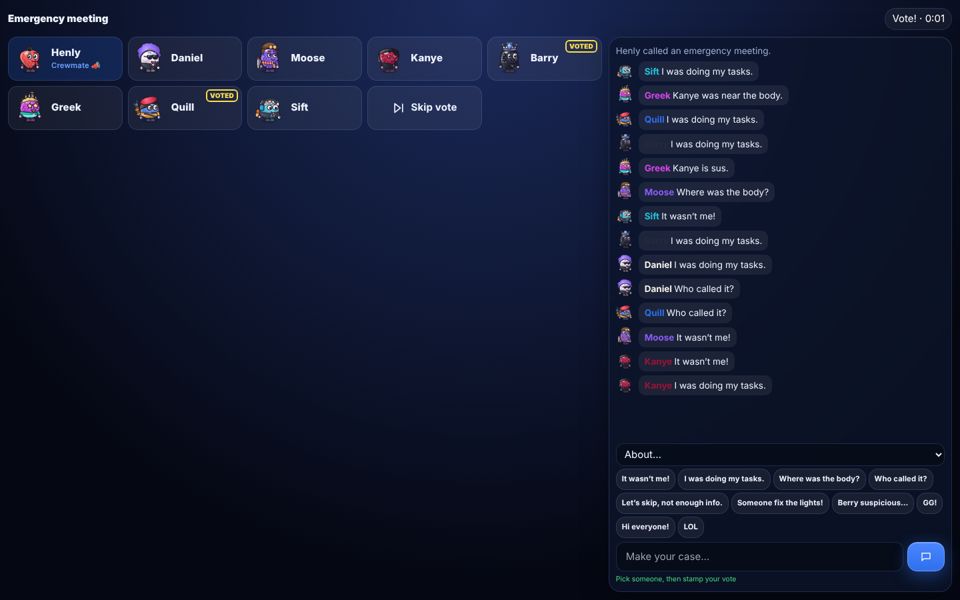 Emergency meeting
Vote! · 0:01
Henly
Crewmate
Daniel
Moose
Kanye
Barry
VOTED
Greek
Quill
VOTED
Sift
Skip vote
Henly called an emergency meeting.
Sift I was doing my tasks.
Greek Kanye was near the body.
Quill I was doing my tasks.
I was doing my tasks.
Greek Kanye is sus.
Moose Where was the body?
Sift It wasn't me!
I was doing my tasks.
Daniel I was doing my tasks.
Daniel Who called it?
Quill Who called it?
Moose It wasn't me!
Kanye It wasn't me!
Kanye I was doing my tasks.
About...
It wasn't me!
I was doing my tasks.
Where was the body?
Who called it?
Let's skip, not enough info.
Someone fix the lights!
Berry suspicious...
GG!
Hi everyone!
LOL
Make your case...
Pick someone, then stamp your vote